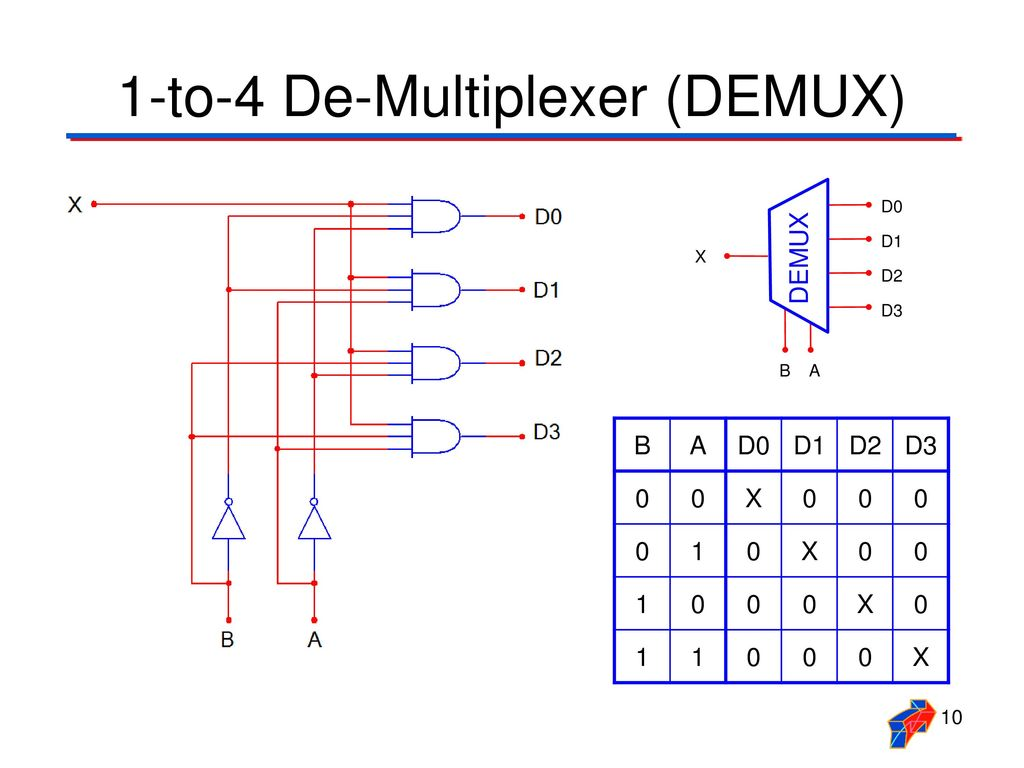 1-to-4 De-Multiplexer (DEMUX)
X
D0
D1
D2
D3
B A
X
DEMUX
D0
D1
D2
D3
B A
B A D0 D1 D2 D3
0 0 X 0 0 0
0 1 0 X 0 0
1 0 0 0 X 0
1 1 0 0 0 X
10